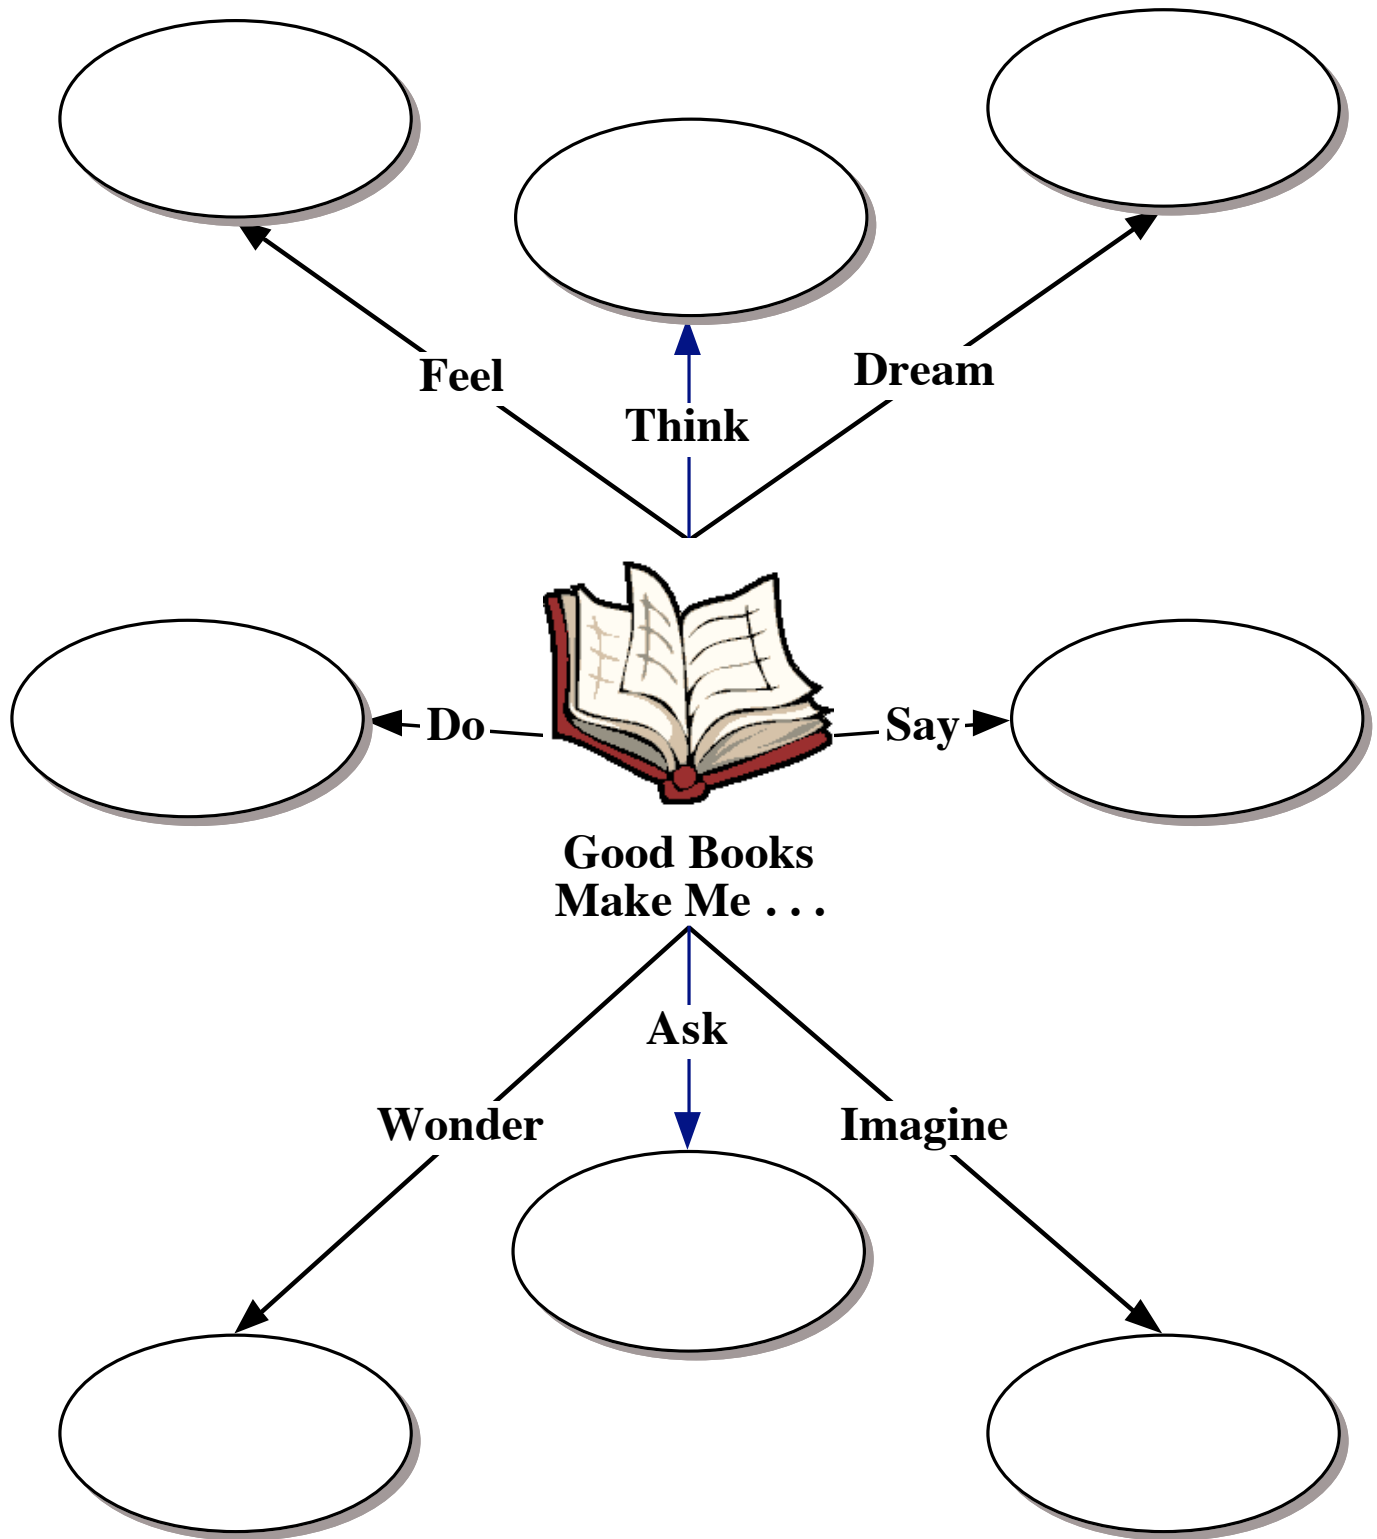 Dream
Feel
Think
Do
Say
Good Books
Make Me . . .
Ask
Wonder
Imagine